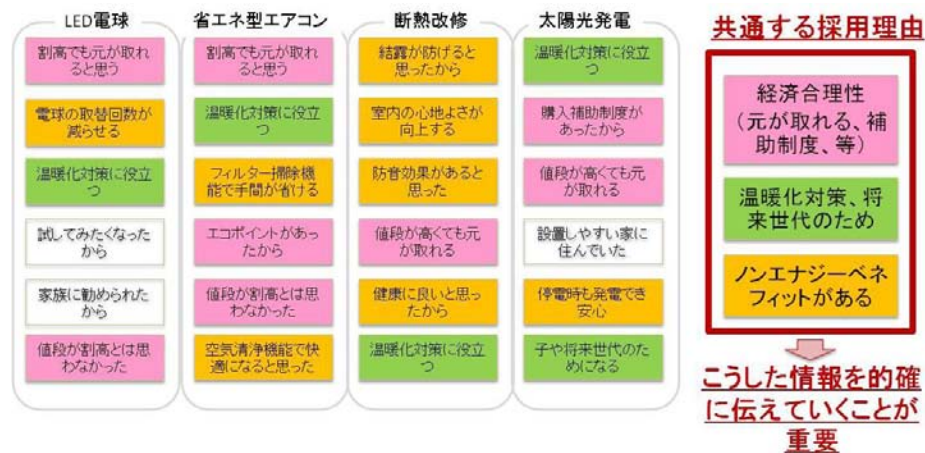 LED電球
割高でも元が取れ
ると思う
電球の取替回数が
減らせる
温暖化対策に役立
つ
試してみたくなった
から
家族に勧められた
から
値段が割高とは思
わなかった
省エネ型エアコン
割高でも元が取れ
ると思う
温暖化対策に役立
つ
フィルター掃除機
能で手間が省ける
エコポイントがあっ
たから
値段が割高とは思
わなかった
空気清浄機能で快
適になると思った
断熱改修
結露が防げると
思ったから
室内の心地よさが
向上する
防音効果があると
思った
値段が高くても元
が取れる
健康に良いと思っ
たから
温暖化対策に役立
つ
太陽光発電
温暖化対策に役立
つ
購入補助制度が
あったから
値段が高くても元
が取れる
設置しやすい家に
住んでいた
停電時も発電でき
安心
子や将来世代のた
めになる
共通する採用理由
経済合理性
(元が取れる、補
助制度、等)
温暖化対策、将
来世代のため
ノンエナジーベネ
フィットがある
こうした情報を的確
に伝えていくことが
重要